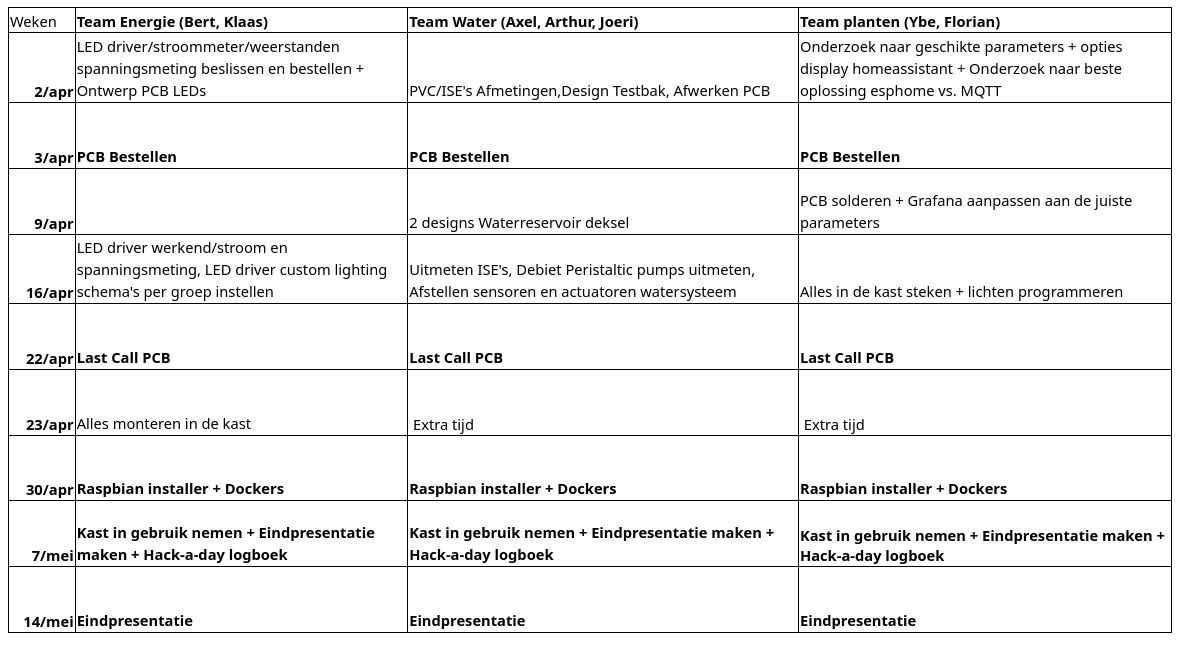 Weken
Team Energie (Bert, Klaas)
Team Water (Axel, Arthur, Joeri)
Team planten (Ybe, Florian)
2/apr
LED driver/stroommeter/weerstanden
spanningsmeting beslissen en bestellen +
Ontwerp PCB LEDs
PVC/ISE's Afmetingen,Design Testbak, Afwerken PCB
Onderzoek naar geschikte parameters + opties
display homeassistant + Onderzoek naar beste
oplossing esphome vs. MQTT
3/apr
PCB Bestellen
PCB Bestellen
PCB Bestellen
9/apr
2 designs Waterreservoir deksel
PCB solderen + Grafana aanpassen aan de juiste
parameters
16/apr
LED driver werkend/stroom en
spanningsmeting, LED driver custom lighting
schema's per groep instellen
Uitmeten ISE's, Debiet Peristaltic pumps uitmeten,
Afstellen sensoren en actuatoren watersysteem
Alles in de kast steken + lichten programmeren
22/apr
Last Call PCB
Last Call PCB
Last Call PCB
23/apr
Alles monteren in de kast
Extra tijd
Extra tijd
30/apr
Raspbian installer + Dockers
Raspbian installer + Dockers
Raspbian installer + Dockers
7/mei
Kast in gebruik nemen + Eindpresentatie
maken + Hack-a-day logboek
Kast in gebruik nemen + Eindpresentatie maken +
Hack-a-day logboek
Kast in gebruik nemen + Eindpresentatie maken +
Hack-a-day logboek
14/mei
Eindpresentatie
Eindpresentatie
Eindpresentatie